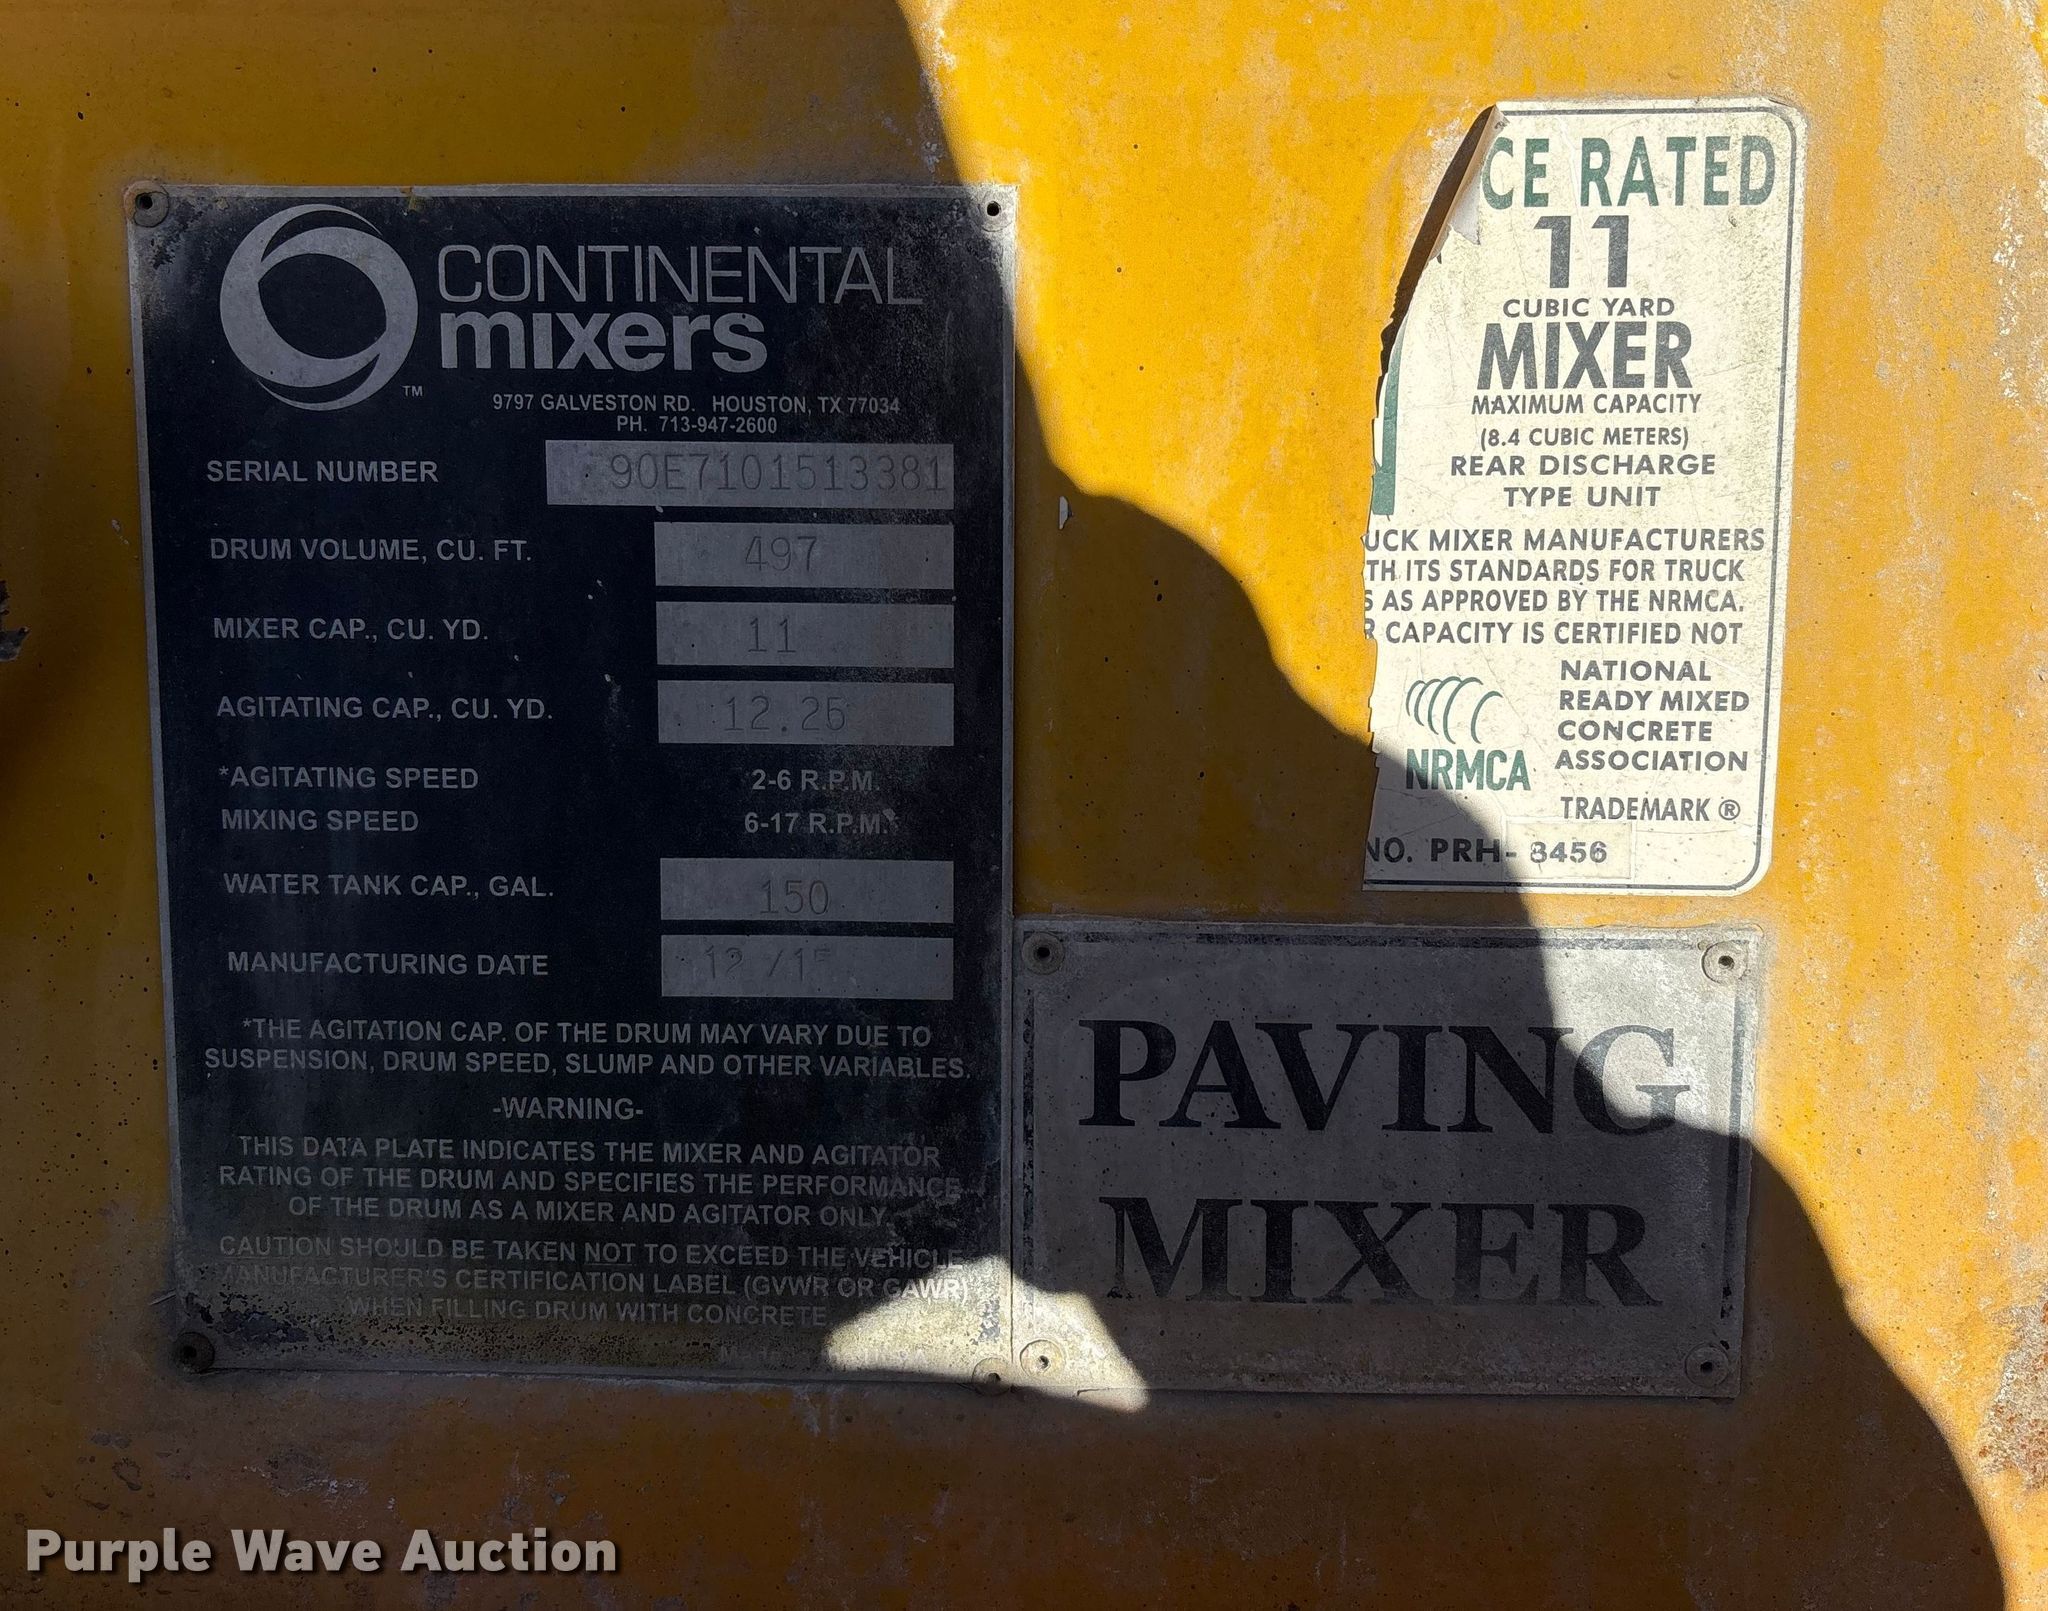 CONTINENTAL
mixers
™
9797 GALVESTON RD. HOUSTON, TX 77034
PH. 713-947-2600
SERIAL NUMBER 90E7101513381
DRUM VOLUME, CU. FT. 497
MIXER CAP., CU. YD. 11
AGITATING CAP., CU. YD. 12.25
*AGITATING SPEED 2-6 R.P.M.
MIXING SPEED 6-17 R.P.M.
WATER TANK CAP., GAL. 150
MANUFACTURING DATE 12/15
*THE AGITATION CAP. OF THE DRUM MAY VARY DUE TO
SUSPENSION, DRUM SPEED, SLUMP AND OTHER VARIABLES.
-WARNING-
THIS DATA PLATE INDICATES THE MIXER AND AGITATOR
RATING OF THE DRUM AND SPECIFIES THE PERFORMANCE
OF THE DRUM AS A MIXER AND AGITATOR ONLY.
CAUTION SHOULD BE TAKEN NOT TO EXCEED THE VEHICLE
MANUFACTURER'S CERTIFICATION LABEL (GVWR OR GAWR)
WHEN FILLING DRUM WITH CONCRETE
CE RATED
11
CUBIC YARD
MIXER
MAXIMUM CAPACITY
(8.4 CUBIC METERS)
REAR DISCHARGE
TYPE UNIT
UCK MIXER MANUFACTURERS
TH ITS STANDARDS FOR TRUCK
S AS APPROVED BY THE NRMCA.
R CAPACITY IS CERTIFIED NOT
NRMCA
NATIONAL
READY MIXED
CONCRETE
ASSOCIATION
TRADEMARK ®
NO. PRH- 8456
PAVING
MIXER
Purple Wave Auction